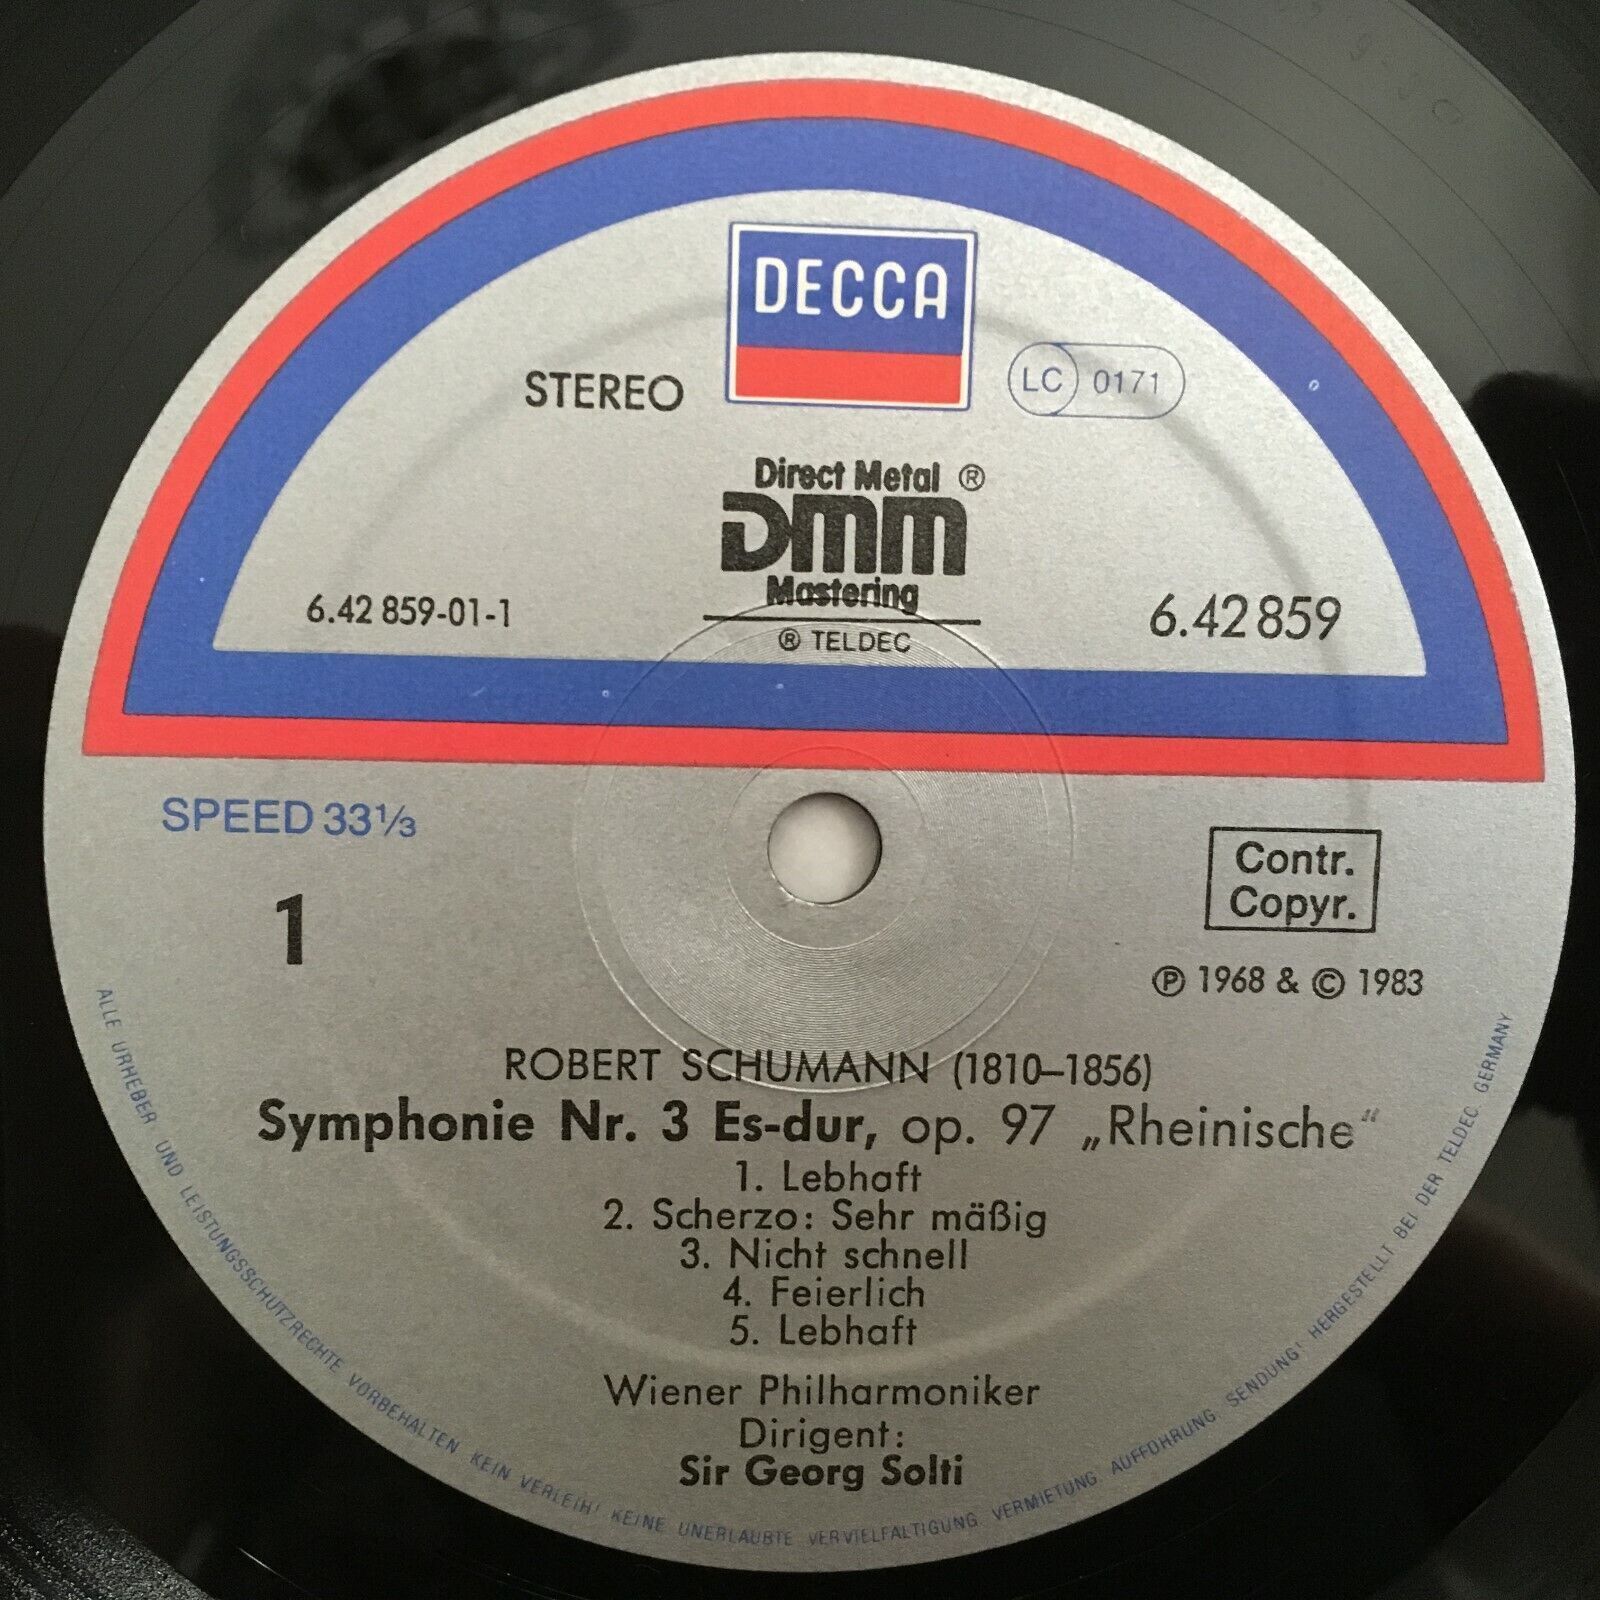 DECCA
STEREO
LC 0171
Direct Metal ®
DMM
Mastering
® TELDEC
6.42 859-01-1
6.42859
SPEED 33⅓
1
Contr.
Copyr.
℗ 1968 & © 1983
ROBERT SCHUMANN (1810–1856)
Symphonie Nr. 3 Es-dur, op. 97 „Rheinische“
1. Lebhaft
2. Scherzo: Sehr mäßig
3. Nicht schnell
4. Feierlich
5. Lebhaft
Wiener Philharmoniker
Dirigent:
Sir Georg Solti
ALLE URHEBER UND LEISTUNGSSCHUTZRECHTE VORBEHALTEN KEIN VERLEIH! KEINE UNERLAUBTE VERVIELFALTIGUNG VERMIETUNG AUFFÜHRUNG SENDUNG! HERGESTELLT BEI DER TELDEC GERMANY